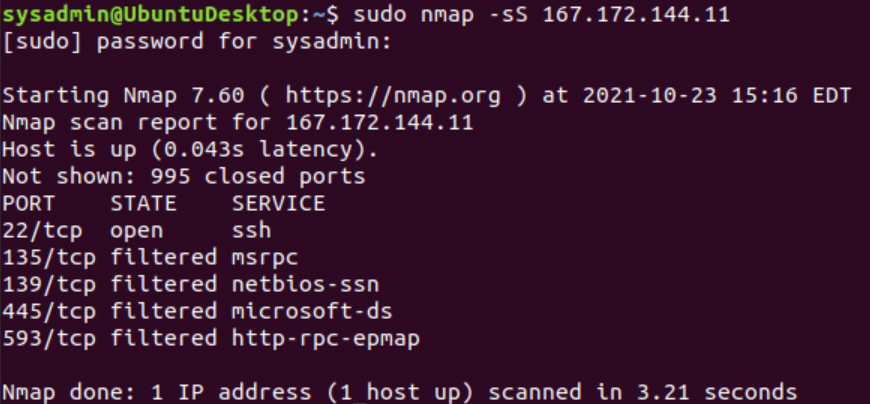 sysadmin@UbuntuDesktop:~$ sudo nmap -sS 167.172.144.11
[sudo] password for sysadmin:
Starting Nmap 7.60 ( https://nmap.org ) at 2021-10-23 15:16 EDT
Nmap scan report for 167.172.144.11
Host is up (0.043s latency).
Not shown: 995 closed ports
PORT    STATE    SERVICE
22/tcp  open     ssh
135/tcp filtered msrpc
139/tcp filtered netbios-ssn
445/tcp filtered microsoft-ds
593/tcp filtered http-rpc-epmap
Nmap done: 1 IP address (1 host up) scanned in 3.21 seconds